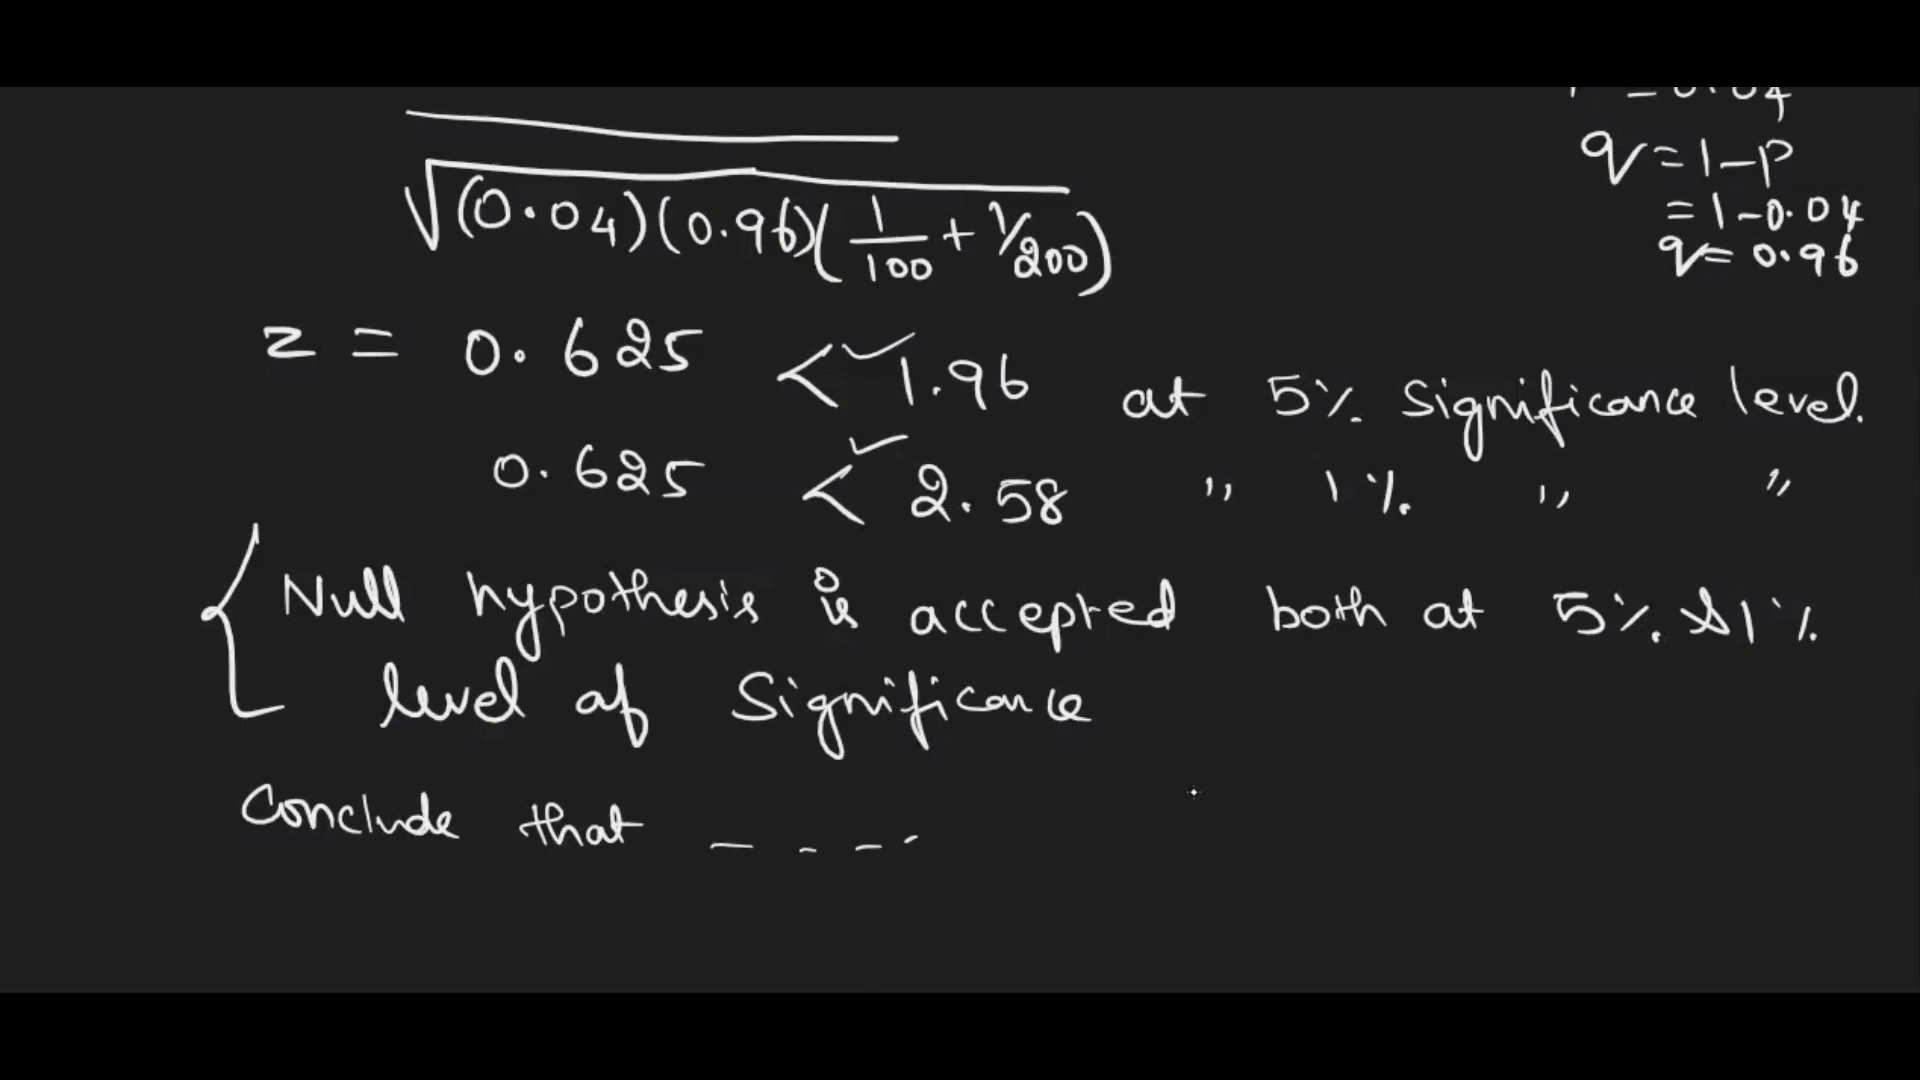 = 0.04
q = 1 - p
= 1 - 0.04
q = 0.96
√(0.04)(0.96)(1/100 + 1/200)
z = 0.625 < 1.96 at 5% Significance level.
0.625 < 2.58 " 1% " "
Null hypothesis is accepted both at 5% & 1%
level of Significance
Conclude that - - - -